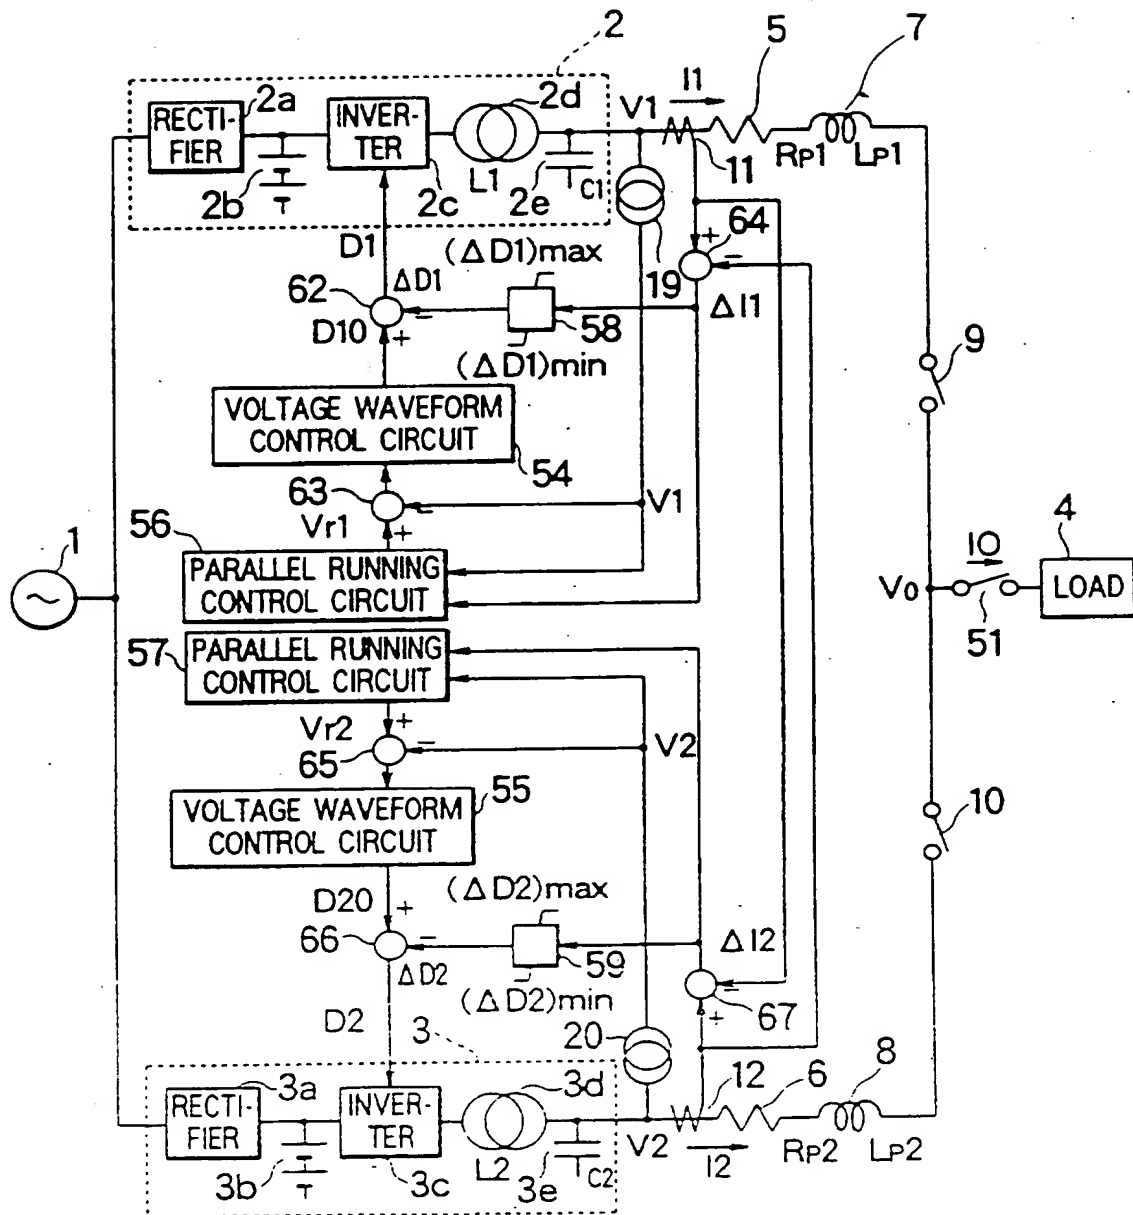 2
5
7
2a
2d
V1
I1
RECTI-
FIER
INVER-
TER
L1
2b
2c
2e
C1
11
RP1
LP1
D1
(ΔD1)max
+
64
62
ΔD1
19
ΔI1
D10
58
9
(ΔD1)min
VOLTAGE WAVEFORM
CONTROL CIRCUIT
54
63
V1
Vr1
56
1
PARALLEL RUNNING
CONTROL CIRCUIT
IO
4
V0
LOAD
51
57
PARALLEL RUNNING
CONTROL CIRCUIT
Vr2
V2
65
55
VOLTAGE WAVEFORM
CONTROL CIRCUIT
10
D20
(ΔD2)max
66
ΔI2
ΔD2
59
(ΔD2)min
67
D2
3
20
3a
3d
12
6
8
RECTI-
FIER
INVER-
TER
L2
3b
3c
3e
C2
V2
I2
RP2
LP2